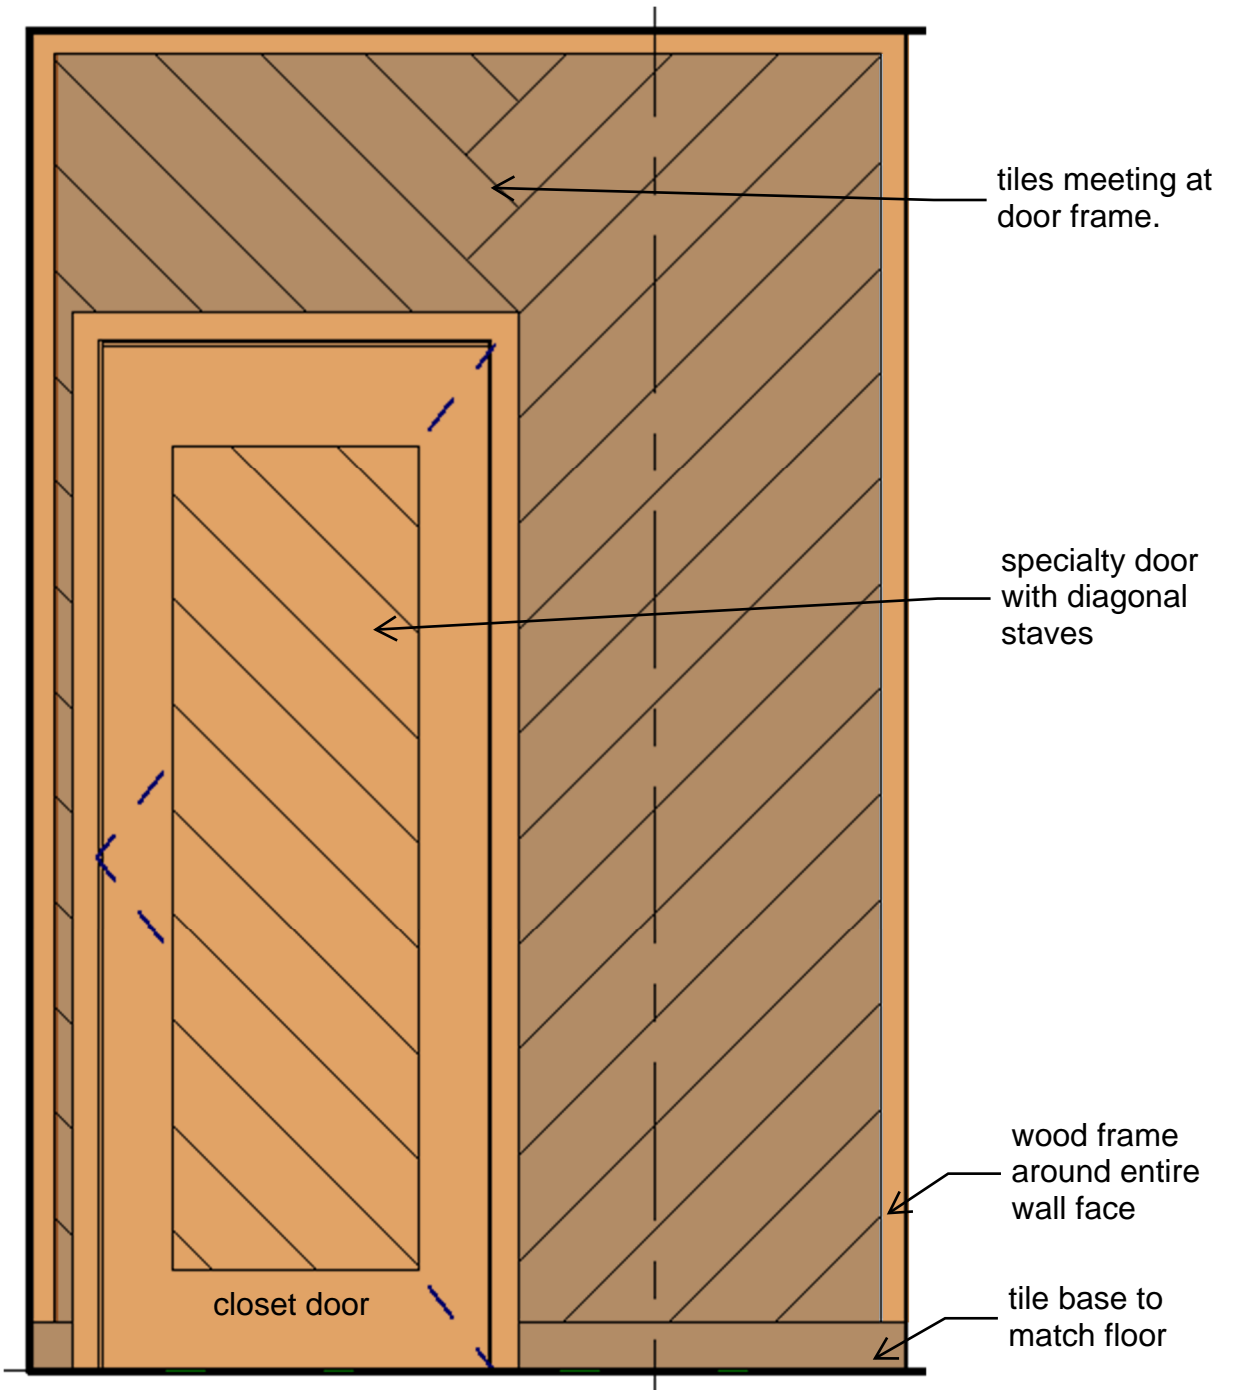 tiles meeting at
door frame.
specialty door
with diagonal
staves
wood frame
around entire
wall face
closet door
tile base to
match floor